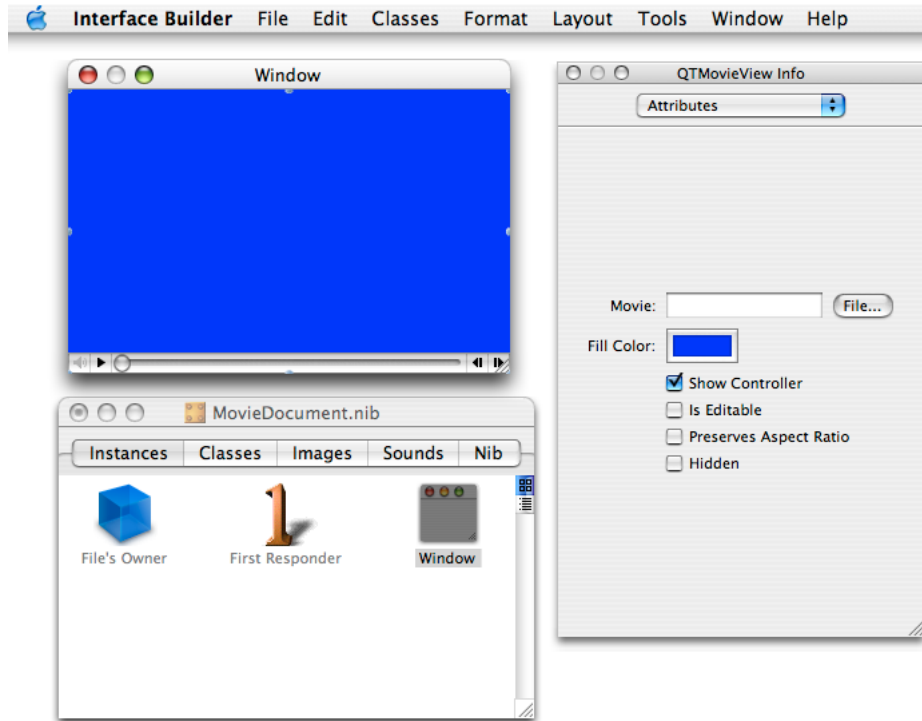 Interface Builder File Edit Classes Format Layout Tools Window Help
Window
QTMovieView Info
Attributes
Movie:
File...
Fill Color:
Show Controller
Is Editable
Preserves Aspect Ratio
Hidden
MovieDocument.nib
Instances Classes Images Sounds Nib
1
File's Owner First Responder Window